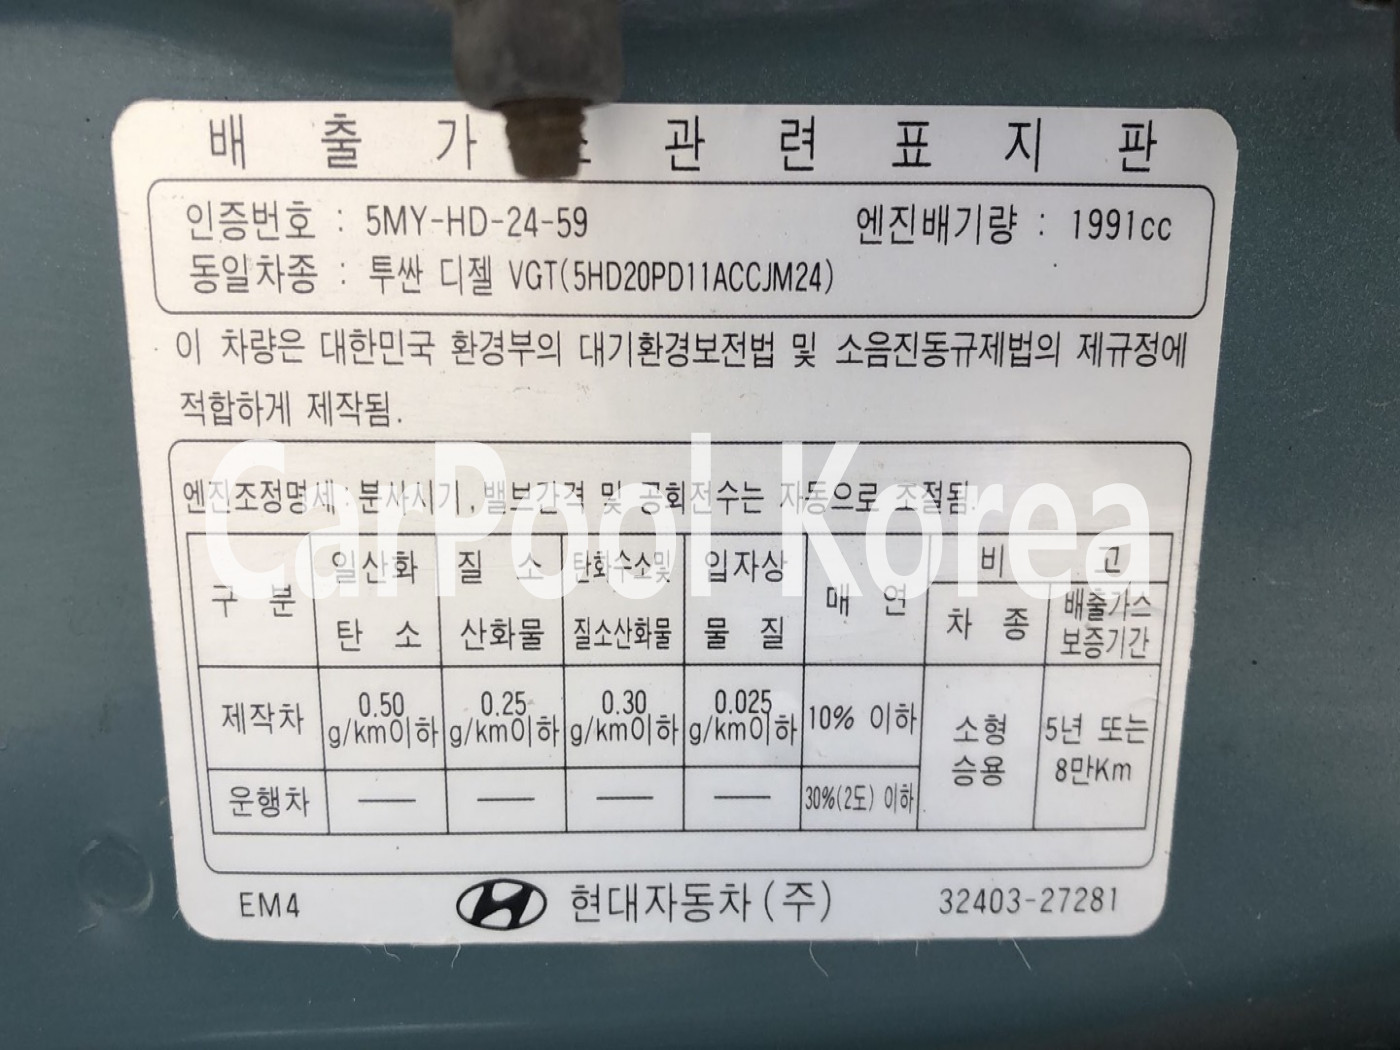 배 출 가 관 련 표 지 판
인증번호 : 5MY-HD-24-59 엔진배기량 : 1991cc
동일차종 : 투싼 디젤 VGT(5HD20PD11ACCJM24)
이 차량은 대한민국 환경부의 대기환경보전법 및 소음진동규제법의 제규정에
적합하게 제작됨.
엔진조정명세 : 분사시기, 밸브간격 및 공회전수는 자동으로 조절됨.
CarPool Korea
구 분 일산화 탄 소 질 소 산화물 탄화수소및 질소산화물 입자상 물 질 매 연 비 고
차 종 배출가스 보증기간
제작차 0.50 g/km이하 0.25 g/km이하 0.30 g/km이하 0.025 g/km이하 10% 이하 소형 승용 5년 또는 8만Km
운행차 — — — — 30%(2도) 이하
EM4 현대자동차(주) 32403-27281